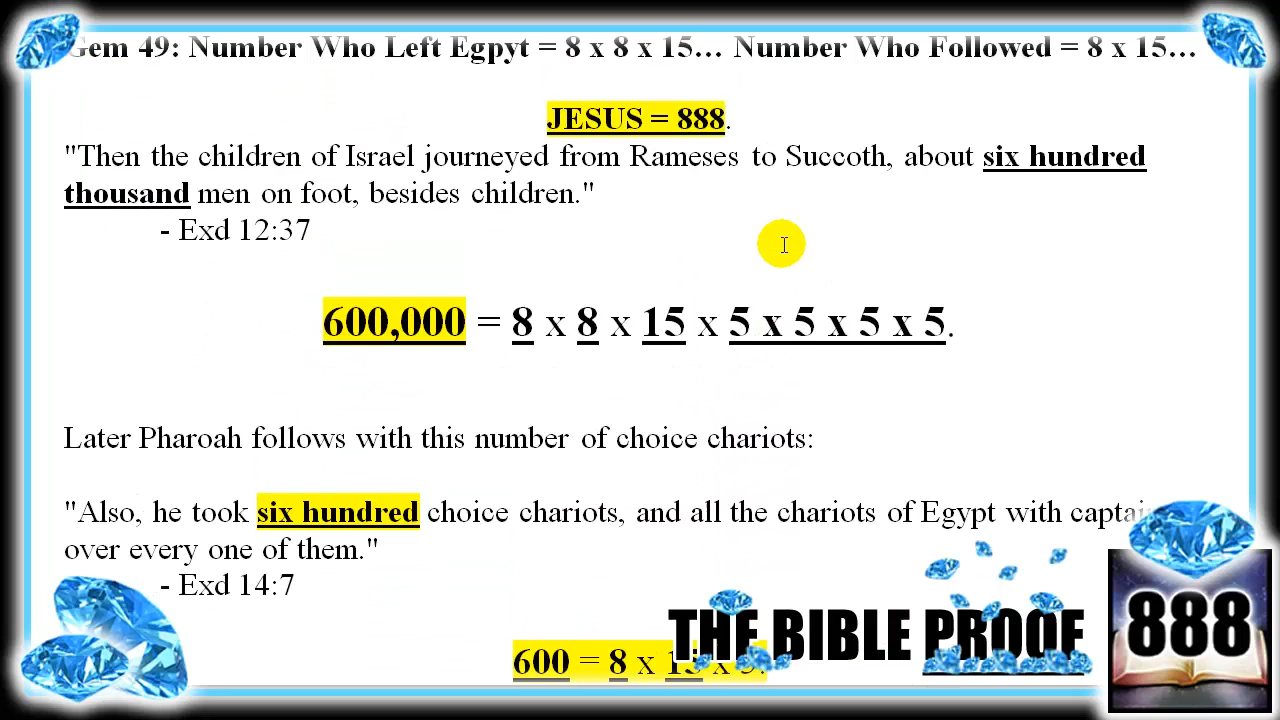 Gem 49: Number Who Left Egpyt = 8 x 8 x 15... Number Who Followed = 8 x 15...
JESUS = 888.
"Then the children of Israel journeyed from Rameses to Succoth, about six hundred
thousand men on foot, besides children."
- Exd 12:37
600,000 = 8 x 8 x 15 x 5 x 5 x 5 x 5.
Later Pharoah follows with this number of choice chariots:
"Also, he took six hundred choice chariots, and all the chariots of Egypt with
over every one of them."
- Exd 14:7
THE BIBLE PROOF
888
600 = 8 x 15 x 5.